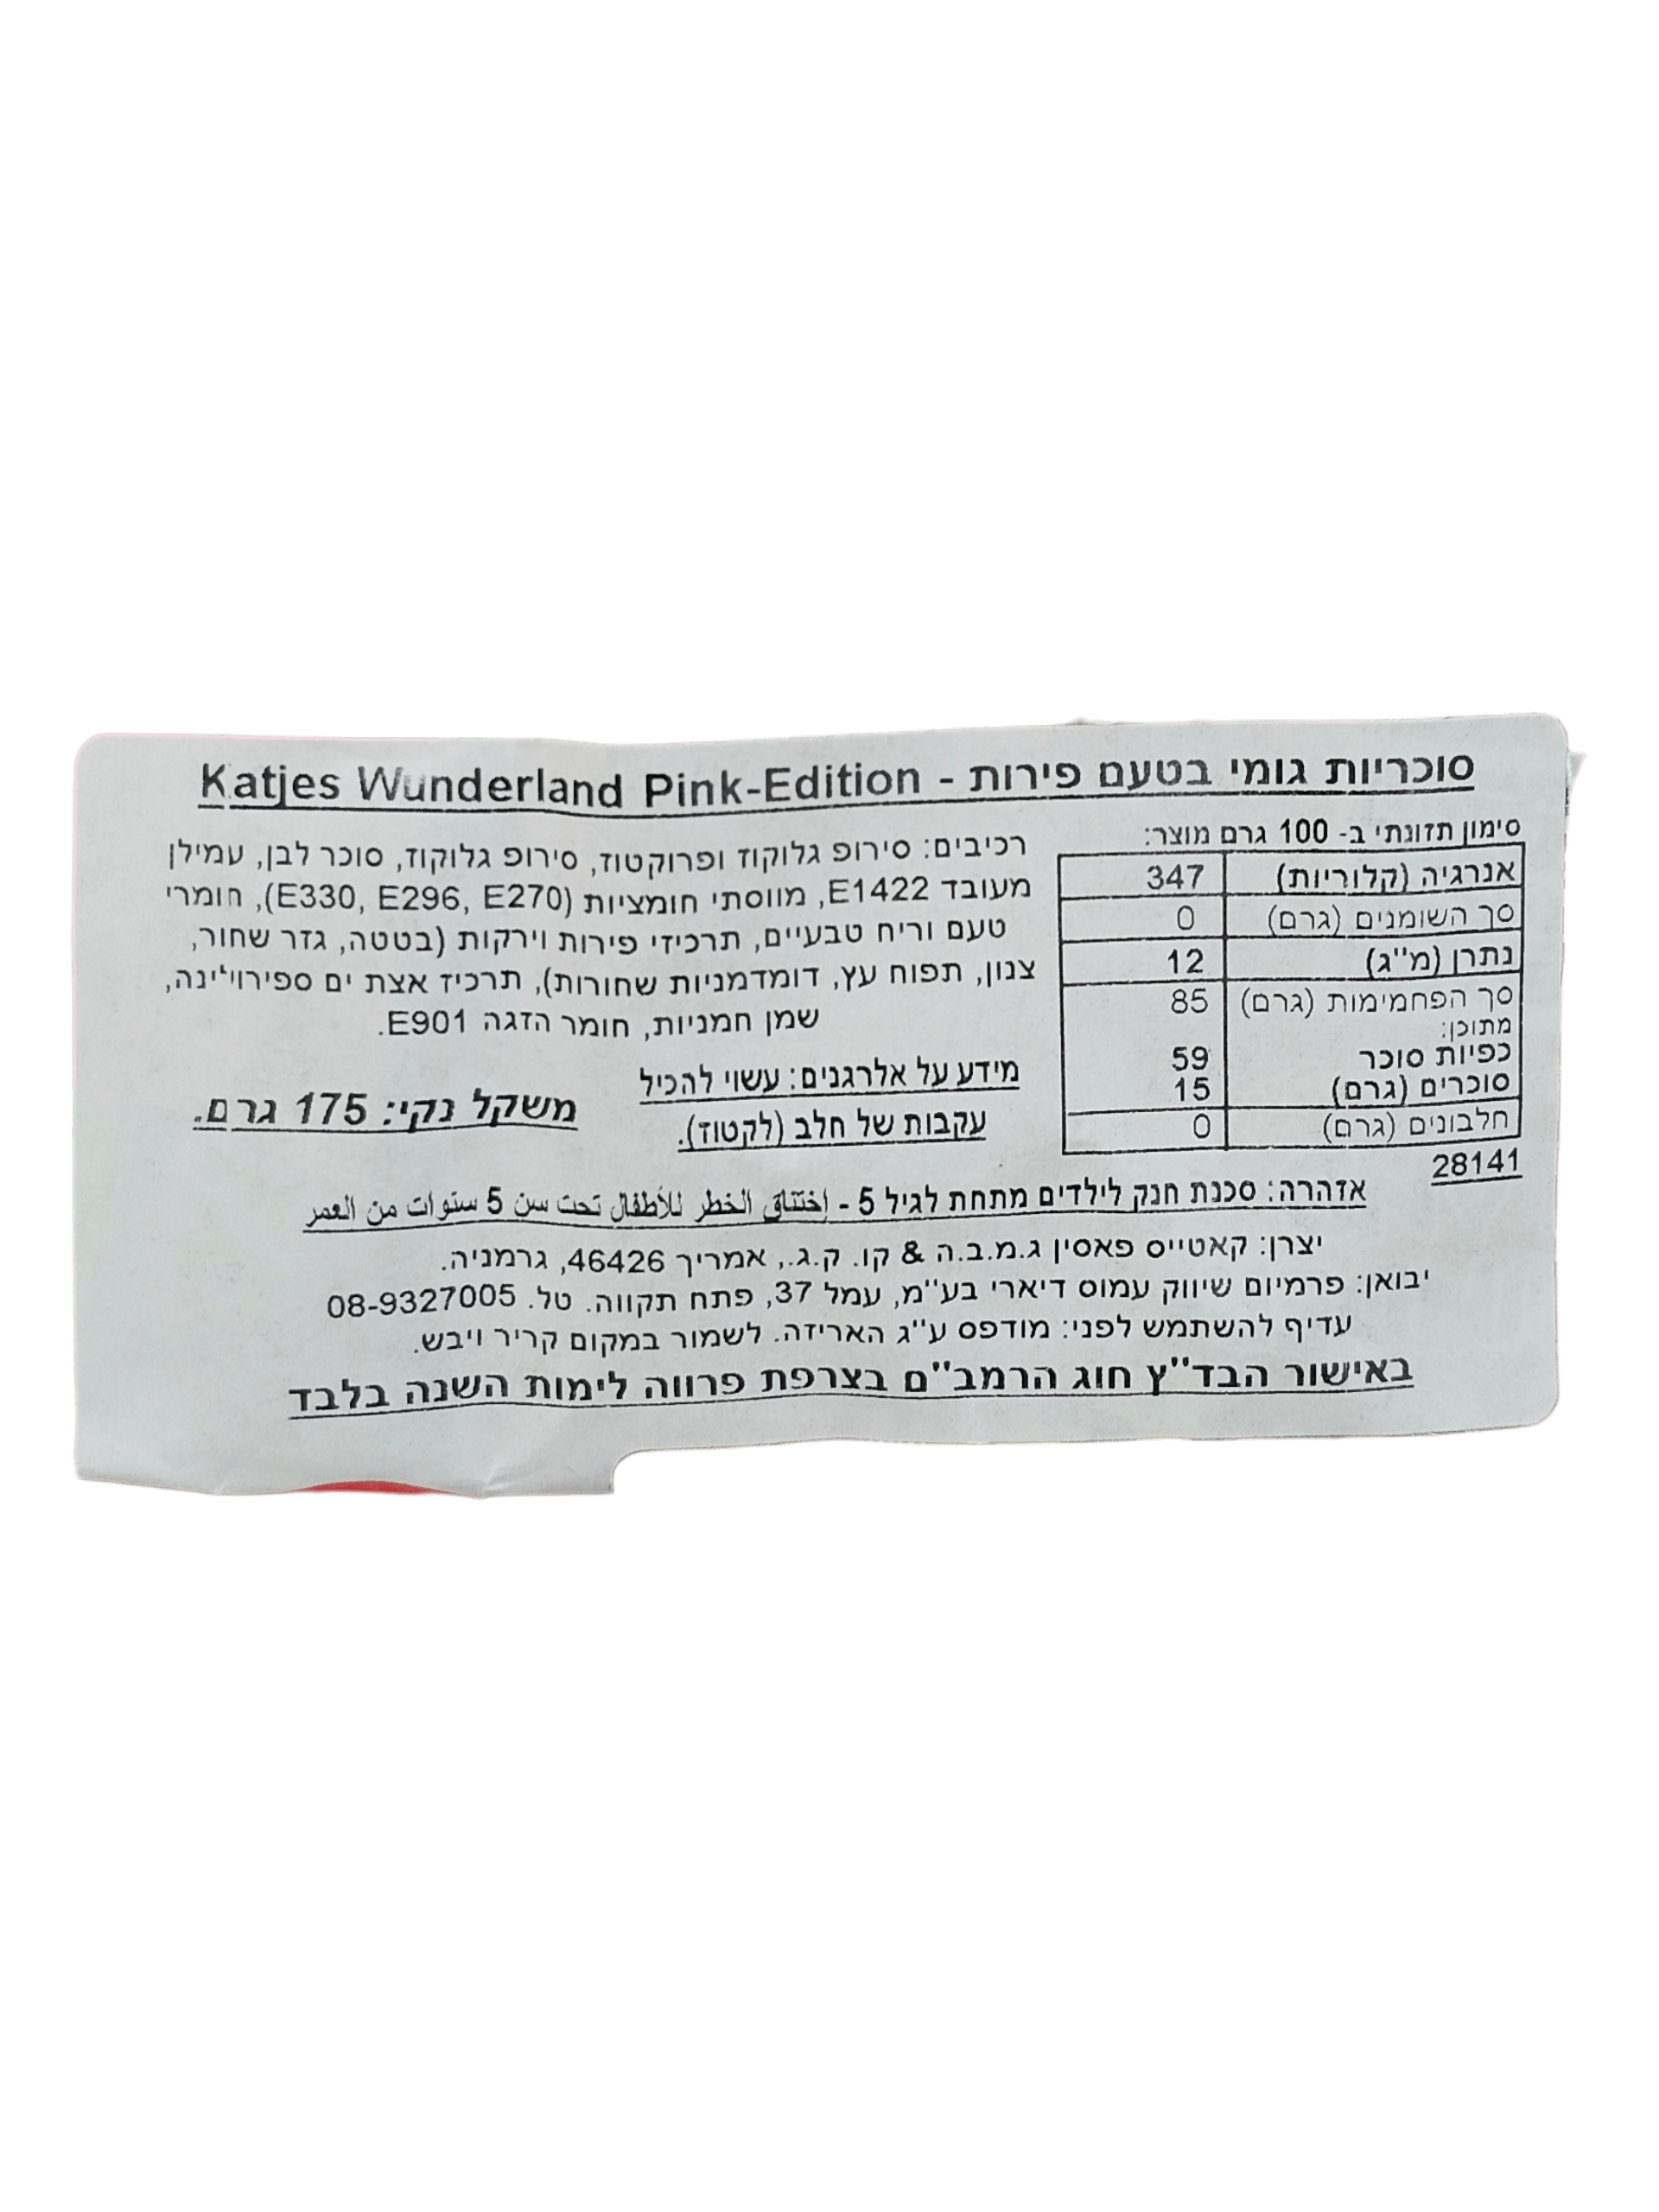 סוכריות גומי בטעם פירות - Katjes Wunderland Pink-Edition
סימון תזונתי ב- 100 גרם מוצר:
אנרגיה (קלוריות) 347
סך השומנים (גרם) 0
נתרן (מ"ג) 12
סך הפחמימות (גרם) 85
מתוכן:
כפיות סוכר 59
סוכרים (גרם) 15
חלבונים (גרם) 0
28141
רכיבים: סירופ גלוקוז ופרוקטוז, סירופ גלוקוז, סוכר לבן, עמילן
מעובד E1422, מווסתי חומציות (E330, E296, E270), חומרי
טעם וריח טבעיים, תרכיזי פירות וירקות (בטטה, גזר שחור,
צנון, תפוח עץ, דומדמניות שחורות), תרכיז אצת ים ספירולינה,
שמן חמניות, חומר הזגה E901.
מידע על אלרגנים: עשוי להכיל
עקבות של חלב (לקטוז).
משקל נקי: 175 גרם.
אזהרה: סכנת חנק לילדים מתחת לגיל 5 - إختناق الخطر للأطفال تحت سن 5 سنوات من العمر
יצרן: קאטייס פאסין ג.מ.ב.ה & קו. ק.ג., אמריך 46426, גרמניה.
יבואן: פרמיום שיווק עמוס דיארי בע"מ, עמל 37, פתח תקווה. טל. 08-9327005
עדיף להשתמש לפני: מודפס ע"ג האריזה. לשמור במקום קריר ויבש.
באישור הבד"ץ חוג הרמב"ם בצרפת פרווה לימות השנה בלבד